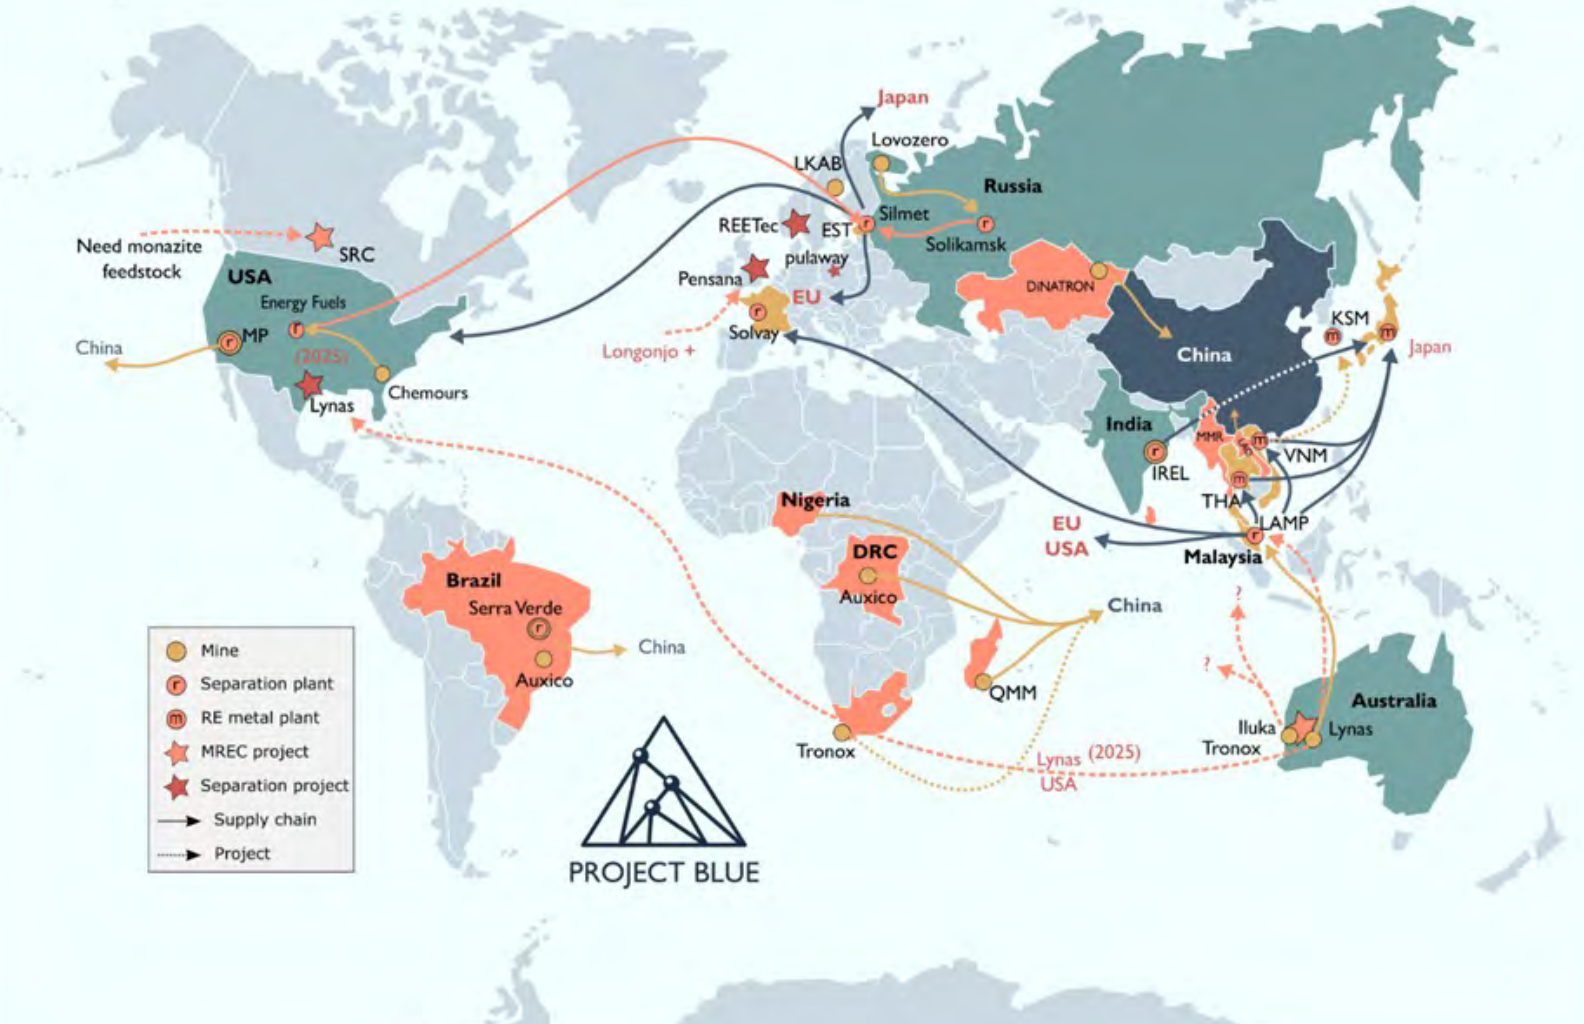 Japan
Lovozero
LKAB
Russia
REETec
EST
Silmet
Solikamsk
Need monazite
feedstock
SRC
USA
Energy Fuels
r
MP
China
(2025)
Lynas
Chemours
Pensana
pulaway
EU
Solvay
Longonjo +
DiNATRON
China
KSM
m
Japan
India
IREL
MMR
VNM
THA
LAMP
Malaysia
EU
USA
Nigeria
DRC
Auxico
China
QMM
Tronox
Brazil
Serra Verde
Auxico
China
?
?
Australia
Iluka
Tronox
Lynas
Lynas (2025)
USA
Mine
r Separation plant
m RE metal plant
MREC project
Separation project
Supply chain
Project
PROJECT BLUE